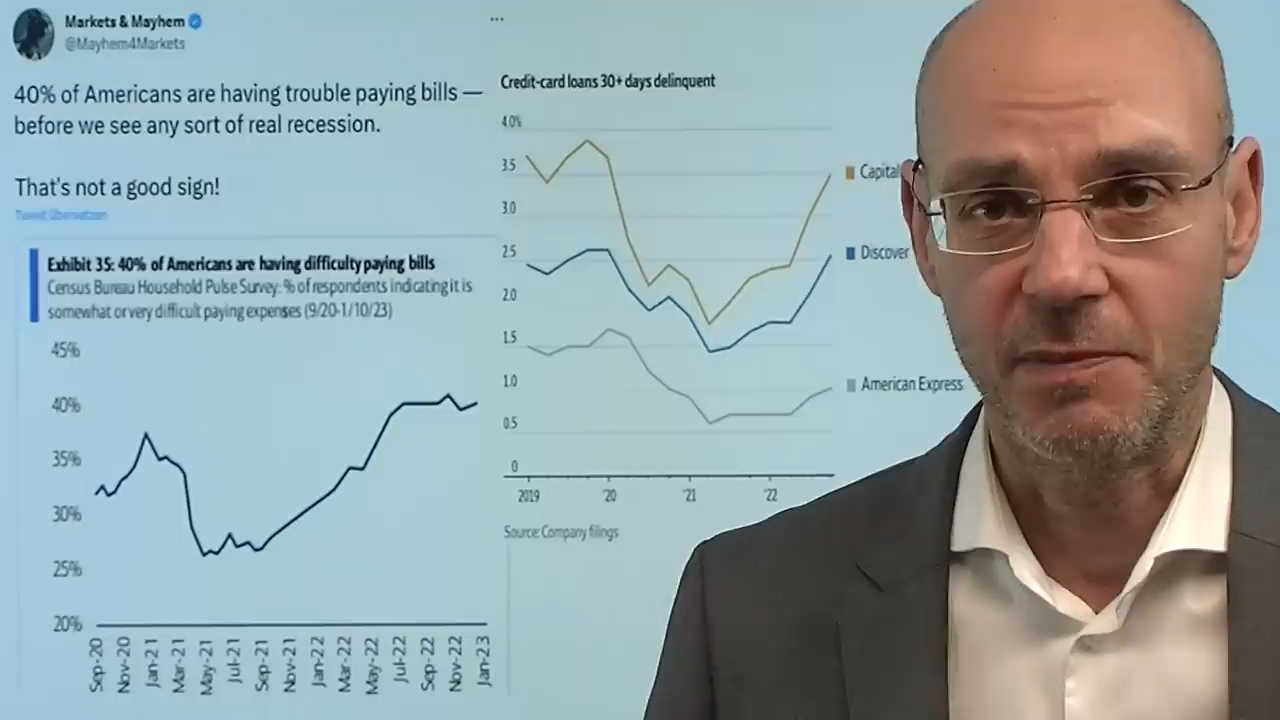 Markets & Mayhem
@Mayhem4Markets
...
40% of Americans are having trouble paying bills —
before we see any sort of real recession.
That's not a good sign!
Tweet übersetzen
Exhibit 35: 40% of Americans are having difficulty paying bills
Census Bureau Household Pulse Survey: % of respondents indicating it is
somewhat or very difficult paying expenses (9/20-1/10/23)
45%
40%
35%
30%
25%
20%
Sep-20
Nov-20
Jan-21
Mar-21
May-21
Jul-21
Sep-21
Nov-21
Jan-22
Mar-22
May-22
Jul-22
Sep-22
Nov-22
Jan-23
Credit-card loans 30+ days delinquent
4.0%
3.5
3.0
2.5
2.0
1.5
1.0
0.5
0
2019
'20
'21
'22
Capital
Discover
American Express
Source: Company filings